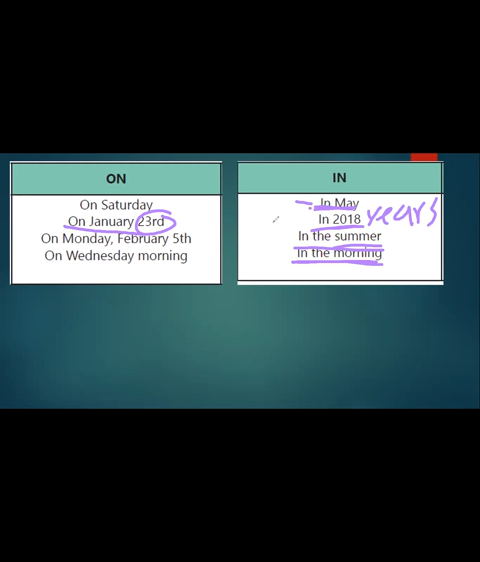 ON
On Saturday
On January 23rd
On Monday, February 5th
On Wednesday morning
IN
In May
In 2018 years
In the summer
In the morning